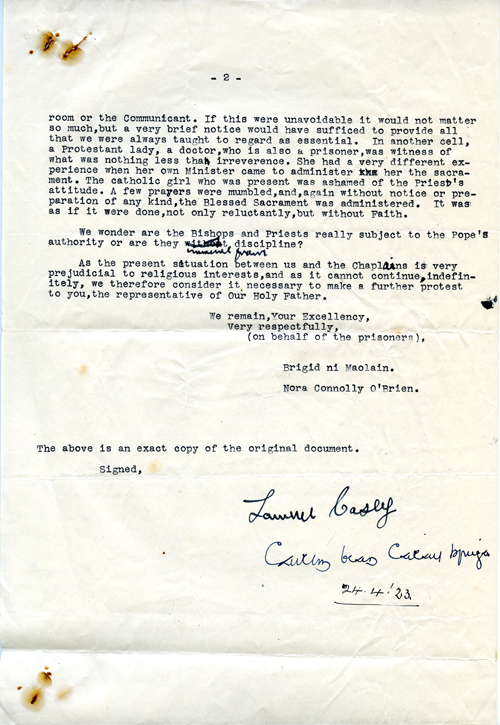 - 2 -
room or the Communicant. If this were unavoidable it would not matter
so much,but a very brief notice would have sufficed to provide all
that we were always taught to regard as essential. In another cell,
a Protestant lady, a doctor,who is also a prisoner,was witness of
what was nothing less than irreverence. She had a very different ex-
perience when her own Minister came to administer her the sacra-
ment. The catholic girl who was present was ashamed of the Priest's
attitude. A few prayers were mumbled,and,again without notice or pre-
paration of any kind,the Blessed Sacrament was administered. It was
as if it were done,not only reluctantly,but without Faith.
We wonder are the Bishops and Priests really subject to the Pope's
authority or are they without discipline?
immune from
As the present situation between us and the Chaplains is very
prejudicial to religious interests,and as it cannot continue,indefin-
itely, we therefore consider it necessary to make a further protest
to you,the representative of Our Holy Father.
We remain,Your Excellency,
Very respectfully,
(on behalf of the prisoners),
Brigid ni Maolain.
Nora Connolly O'Brien.
The above is an exact copy of the original document.
Signed,
24.4.'23